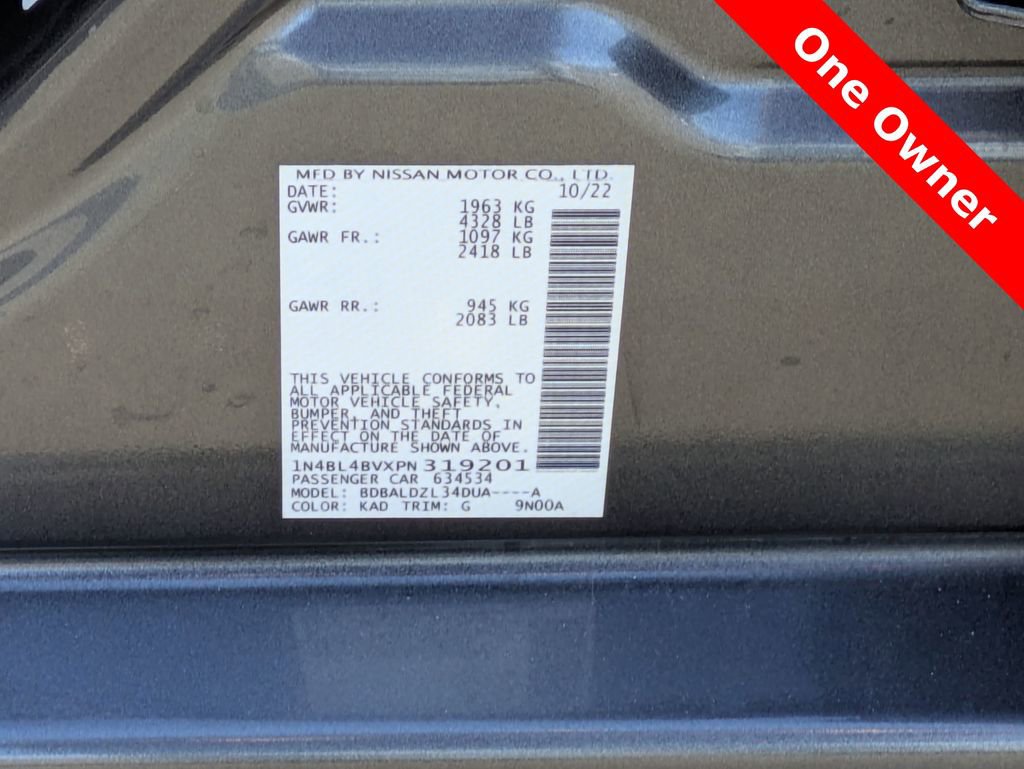 One Owner
MFD BY NISSAN MOTOR CO., LTD.
DATE: 10/22
GVWR: 1963 KG
4328 LB
GAWR FR.: 1097 KG
2418 LB
GAWR RR.: 945 KG
2083 LB
THIS VEHICLE CONFORMS TO
ALL APPLICABLE FEDERAL
MOTOR VEHICLE SAFETY,
BUMPER, AND THEFT
PREVENTION STANDARDS IN
EFFECT ON THE DATE OF
MANUFACTURE SHOWN ABOVE.
1N4BL4BVXPN319201
PASSENGER CAR 634534
MODEL: BDBALDZL34DUA----A
COLOR: KAD TRIM: G 9N00A